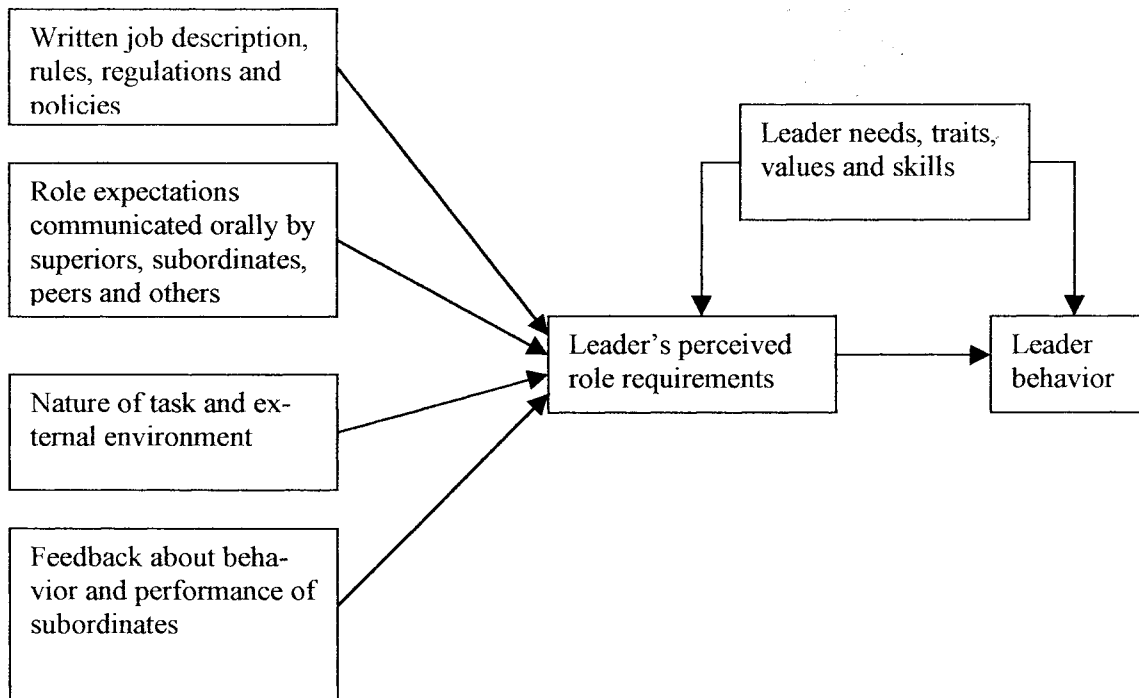 Written job description,
rules, regulations and
policies
Role expectations
communicated orally by
superiors, subordinates,
peers and others
Nature of task and ex-
ternal environment
Feedback about beha-
vior and performance of
subordinates
Leader needs, traits,
values and skills
Leader’s perceived
role requirements
Leader
behavior